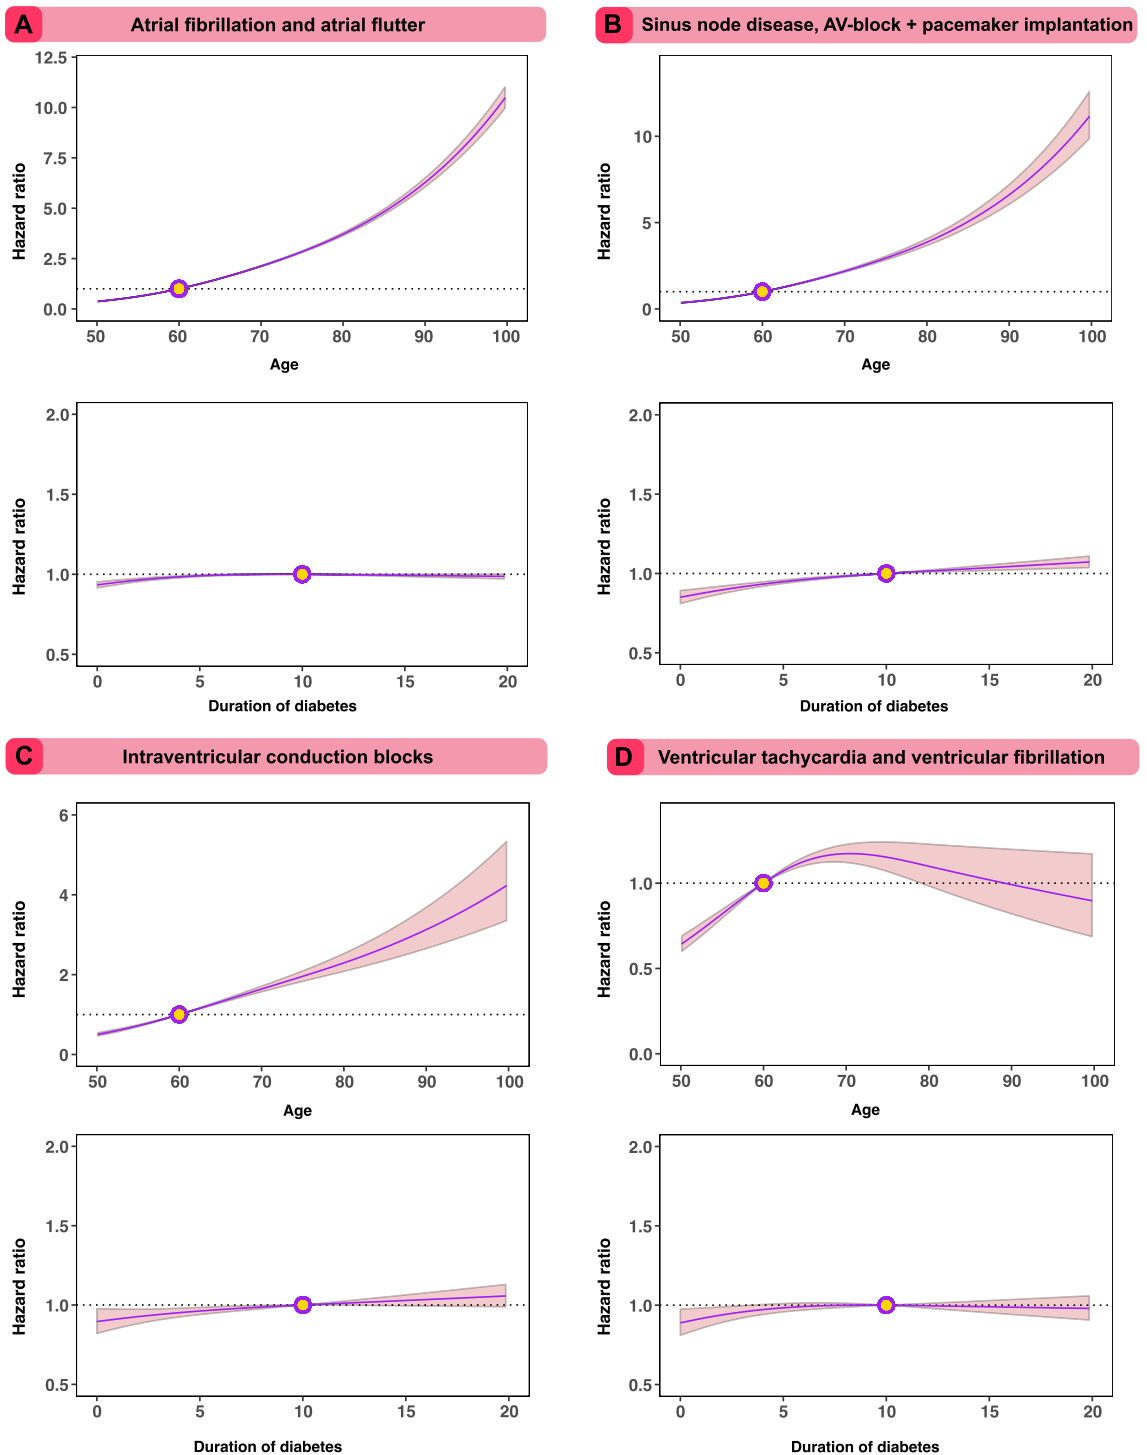 A Atrial fibrillation and atrial flutter
12.5
10.0
7.5
5.0
2.5
0.0
Hazard ratio
50 60 70 80 90 100
Age
2.0
1.5
1.0
0.5
Hazard ratio
0 5 10 15 20
Duration of diabetes
B Sinus node disease, AV-block + pacemaker implantation
10
5
0
Hazard ratio
50 60 70 80 90 100
Age
2.0
1.5
1.0
0.5
Hazard ratio
0 5 10 15 20
Duration of diabetes
C Intraventricular conduction blocks
6
4
2
0
Hazard ratio
50 60 70 80 90 100
Age
2.0
1.5
1.0
0.5
Hazard ratio
0 5 10 15 20
Duration of diabetes
D Ventricular tachycardia and ventricular fibrillation
1.0
0.5
0.0
Hazard ratio
50 60 70 80 90 100
Age
2.0
1.5
1.0
0.5
Hazard ratio
0 5 10 15 20
Duration of diabetes